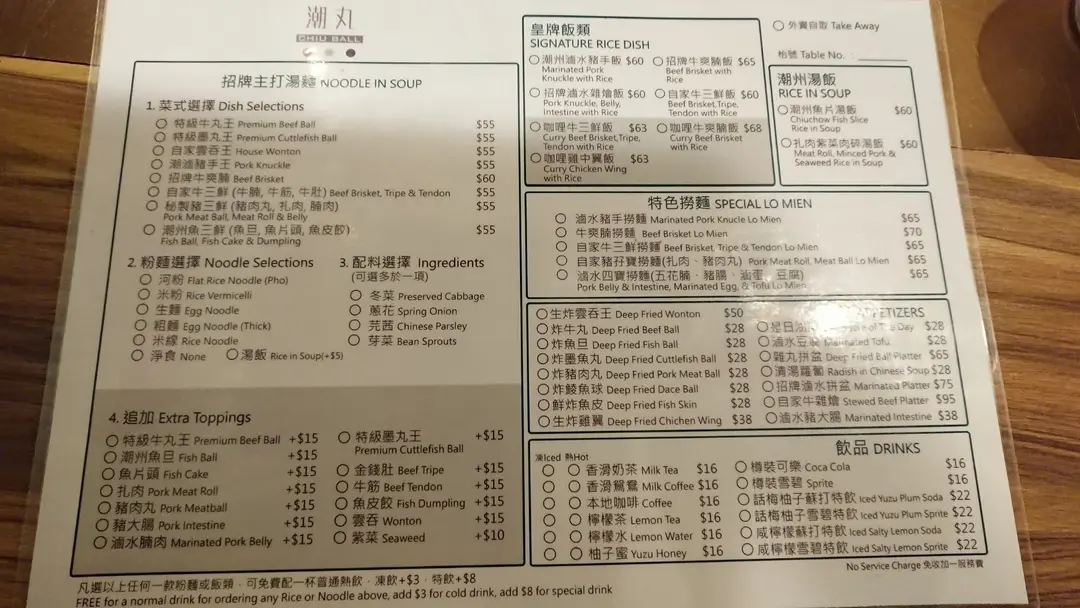 潮丸
CHIU BALL
招牌主打湯麵 NOODLE IN SOUP
1. 菜式選擇 Dish Selections
特級牛丸王 Premium Beef Ball $55
特級墨丸王 Premium Cuttlefish Ball $55
自家雲吞王 House Wonton $55
潮滷豬手王 Pork Knuckle $55
招牌牛爽腩 Beef Brisket $60
自家牛三鮮 (牛腩, 牛筋, 牛肚) Beef Brisket, Tripe & Tendon $55
秘製豬三鮮 (豬肉丸, 扎肉, 腩肉) $55
Pork Meat Ball, Meat Roll & Belly
潮州魚三鮮 (魚旦, 魚片頭, 魚皮餃) $55
Fish Ball, Fish Cake & Dumpling
2. 粉麵選擇 Noodle Selections
河粉 Flat Rice Noodle (Pho)
米粉 Rice Vermicelli
生麵 Egg Noodle
粗麵 Egg Noodle (Thick)
米線 Rice Noodle
淨食 None 湯飯 Rice in Soup(+$5)
3. 配料選擇 Ingredients
(可選多於一項)
冬菜 Preserved Cabbage
蔥花 Spring Onion
芫茜 Chinese Parsley
芽菜 Bean Sprouts
4. 追加 Extra Toppings
特級牛丸王 Premium Beef Ball +$15
潮州魚旦 Fish Ball +$15
魚片頭 Fish Cake +$15
扎肉 Pork Meat Roll +$15
豬肉丸 Pork Meatball +$15
豬大腸 Pork Intestine +$15
滷水腩肉 Marinated Pork Belly +$15
特級墨丸王 +$15
Premium Cuttlefish Ball
金錢肚 Beef Tripe +$15
牛筋 Beef Tendon +$15
魚皮餃 Fish Dumpling +$15
雲吞 Wonton +$15
紫菜 Seaweed +$10
凡選以上任何一款粉麵或飯類，可免費配一杯普通熱飲，凍飲+$3，特飲+$8
FREE for a normal drink for ordering any Rice or Noodle above, add $3 for cold drink, add $8 for special drink
皇牌飯類
SIGNATURE RICE DISH
潮州滷水豬手飯 $60
Marinated Pork
Knuckle with Rice
招牌牛爽腩飯 $65
Beef Brisket with
Rice
招牌滷水雜燴飯 $60
Pork Knuckle, Belly,
Intestine with Rice
自家牛三鮮飯 $60
Beef Brisket,Tripe,
Tendon with Rice
咖喱牛三鮮飯 $63
Curry Beef Brisket,Tripe,
Tendon with Rice
咖喱牛爽腩飯 $68
Curry Beef Brisket
with Rice
咖喱雞中翼飯 $63
Curry Chicken Wing
with Rice
外賣自取 Take Away
枱號 Table No. :
潮州湯飯
RICE IN SOUP
潮州魚片湯飯 $60
Chiuchow Fish Slice
Rice in Soup
扎肉紫菜肉碎湯飯 $60
Meat Roll, Minced Pork &
Seaweed Rice in Soup
特色撈麵 SPECIAL LO MIEN
滷水豬手撈麵 Marinated Pork Knucle Lo Mien $65
牛爽腩撈麵 Beef Brisket Lo Mien $70
自家牛三鮮撈麵 Beef Brisket, Tripe & Tendon Lo Mien $65
自家豬孖寶撈麵(扎肉、豬肉丸) Pork Meat Roll, Meat Ball Lo Mien $65
滷水四寶撈麵(五花腩、豬腸、滷蛋、豆腐) $65
Pork Belly & Intestine, Marinated Egg, & Tofu Lo Mien
APPETIZERS
生炸雲吞王 Deep Fried Wonton $50
炸牛丸 Deep Fried Beef Ball $28
炸魚旦 Deep Fried Fish Ball $28
炸墨魚丸 Deep Fried Cuttlefish Ball $28
炸豬肉丸 Deep Fried Pork Meat Ball $28
炸鯪魚球 Deep Fried Dace Ball $28
鮮炸魚皮 Deep Fried Fish Skin $28
生炸雞翼 Deep Fried Chichen Wing $38
是日油 of The Day $28
滷水豆腐 Marinated Tofu $28
雜丸拼盆 Deep Fried Ball Platter $65
清湯蘿蔔 Radish in Chinese Soup $28
招牌滷水拼盆 Marinated Platter $75
自家牛雜燴 Stewed Beef Platter $95
滷水豬大腸 Marinated Intestine $38
飲品 DRINKS
凍Iced 熱Hot
香滑奶茶 Milk Tea $16
香滑鴛鴦 Milk Coffee $16
本地咖啡 Coffee $16
檸檬茶 Lemon Tea $16
檸檬水 Lemon Water $16
柚子蜜 Yuzu Honey $16
樽裝可樂 Coca Cola $16
樽裝雪碧 Sprite $16
話梅柚子蘇打特飲 Iced Yuzu Plum Soda $22
話梅柚子雪碧特飲 Iced Yuzu Plum Sprite $22
咸檸檬蘇打特飲 Iced Salty Lemon Soda $22
咸檸檬雪碧特飲 Iced Salty Lemon Sprite $22
No Service Charge 免收加一服務費